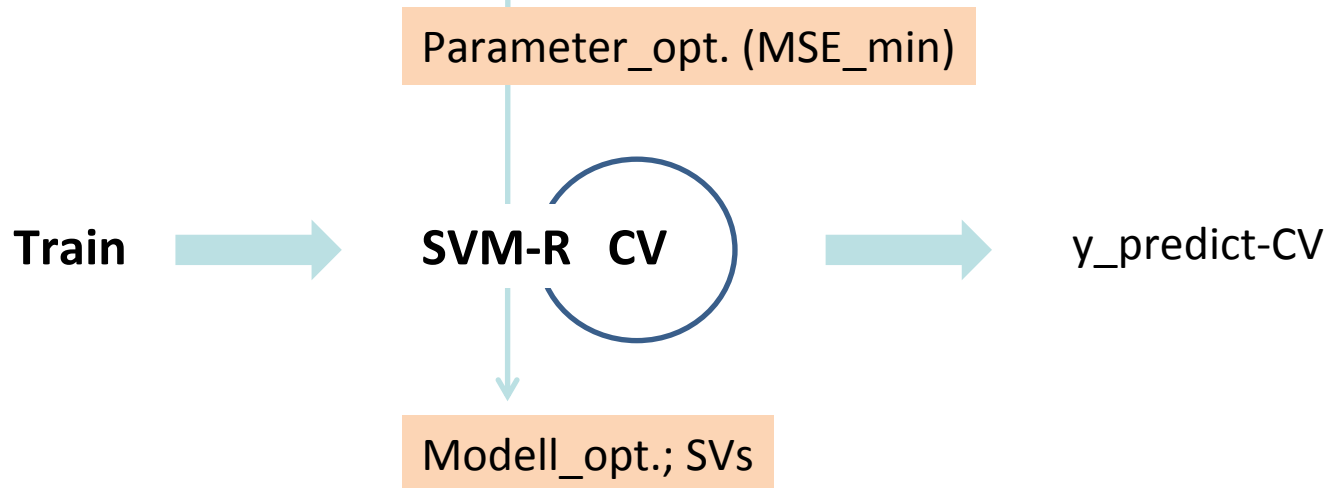 Parameter_opt. (MSE_min)
Train SVM-R CV y_predict-CV
Modell_opt.; SVs